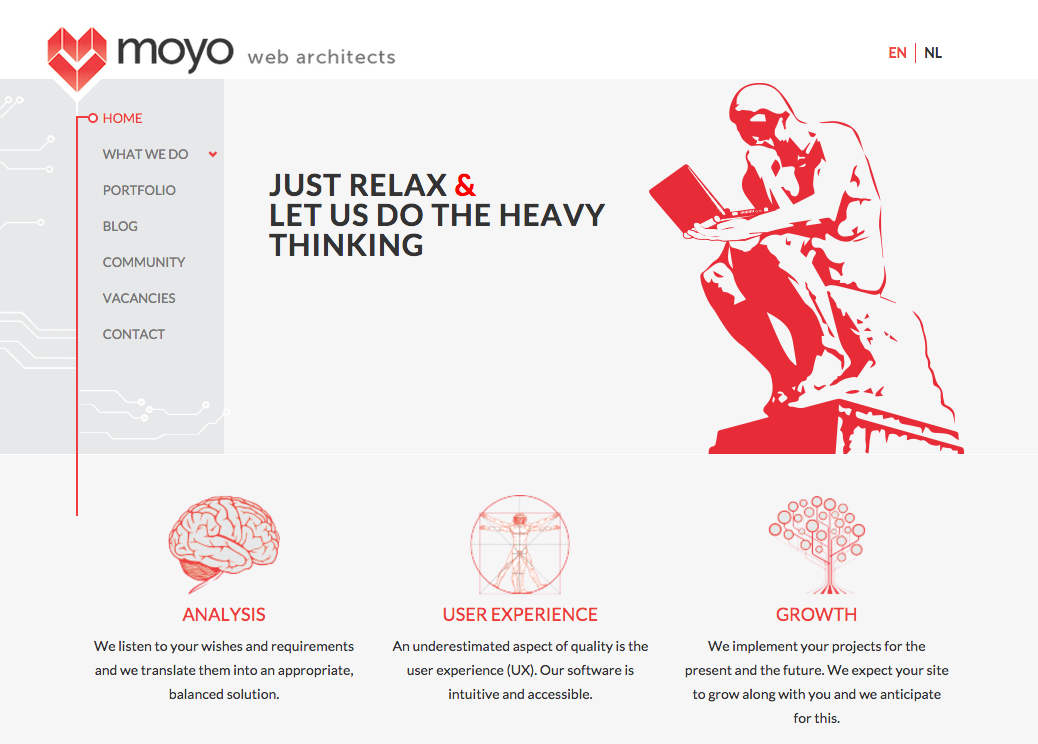 moyo web architects
EN | NL
HOME
WHAT WE DO
PORTFOLIO
BLOG
COMMUNITY
VACANCIES
CONTACT
JUST RELAX &
LET US DO THE HEAVY
THINKING
ANALYSIS
We listen to your wishes and requirements
and we translate them into an appropriate,
balanced solution.
USER EXPERIENCE
An underestimated aspect of quality is the
user experience (UX). Our software is
intuitive and accessible.
GROWTH
We implement your projects for the
present and the future. We expect your site
to grow along with you and we anticipate
for this.